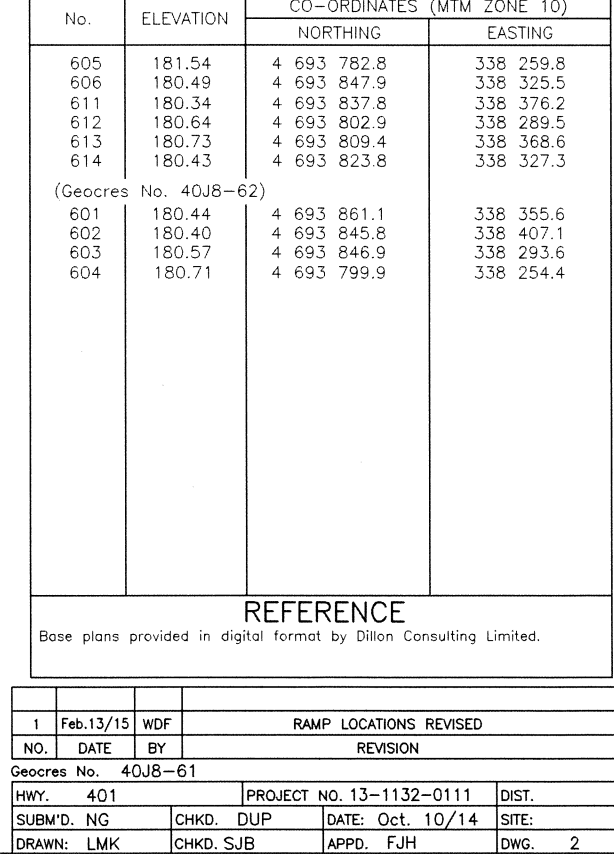 No. ELEVATION CO-ORDINATES (MTM ZONE 10)
NORTHING EASTING
605 181.54 4 693 782.8 338 259.8
606 180.49 4 693 847.9 338 325.5
611 180.34 4 693 837.8 338 376.2
612 180.64 4 693 802.9 338 289.5
613 180.73 4 693 809.4 338 368.6
614 180.43 4 693 823.8 338 327.3
(Geocres No. 40J8-62)
601 180.44 4 693 861.1 338 355.6
602 180.40 4 693 845.8 338 407.1
603 180.57 4 693 846.9 338 293.6
604 180.71 4 693 799.9 338 254.4
REFERENCE
Base plans provided in digital format by Dillon Consulting Limited.
1 Feb.13/15 WDF RAMP LOCATIONS REVISED
NO. DATE BY REVISION
Geocres No. 40J8-61
HWY. 401 PROJECT NO. 13-1132-0111 DIST.
SUBM'D. NG CHKD. DUP DATE: Oct. 10/14 SITE:
DRAWN: LMK CHKD. SJB APPD. FJH DWG. 2